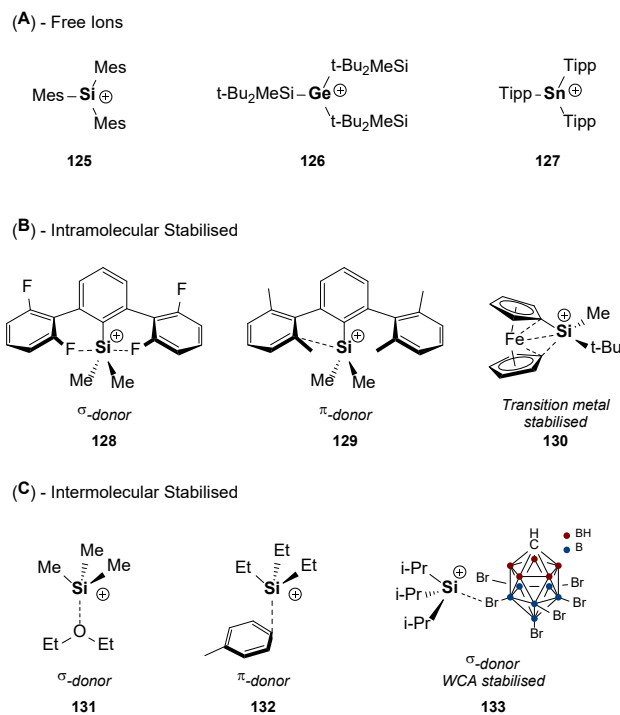 (A) - Free Ions
Mes
Mes Si ⊕
Mes
t-Bu2MeSi
t-Bu2MeSi Ge ⊕
t-Bu2MeSi
Tipp
Tipp Sn ⊕
Tipp
125 126 127
(B) - Intramolecular Stabilised
F F
F Si ⊕ F
Me Me
σ-donor
128
Si ⊕
Me Me
π-donor
129
⊕
Fe Si Me
t-Bu
Transition metal
stabilised
130
(C) - Intermolecular Stabilised
Me
Me Me
Si ⊕
O
Et Et
σ-donor
131
Et
Et Et
Si ⊕
π-donor
132
i-Pr ⊕
i-Pr Si
i-Pr
H
C
BH
B
Br Br
Br Br
Br Br
σ-donor
WCA stabilised
133